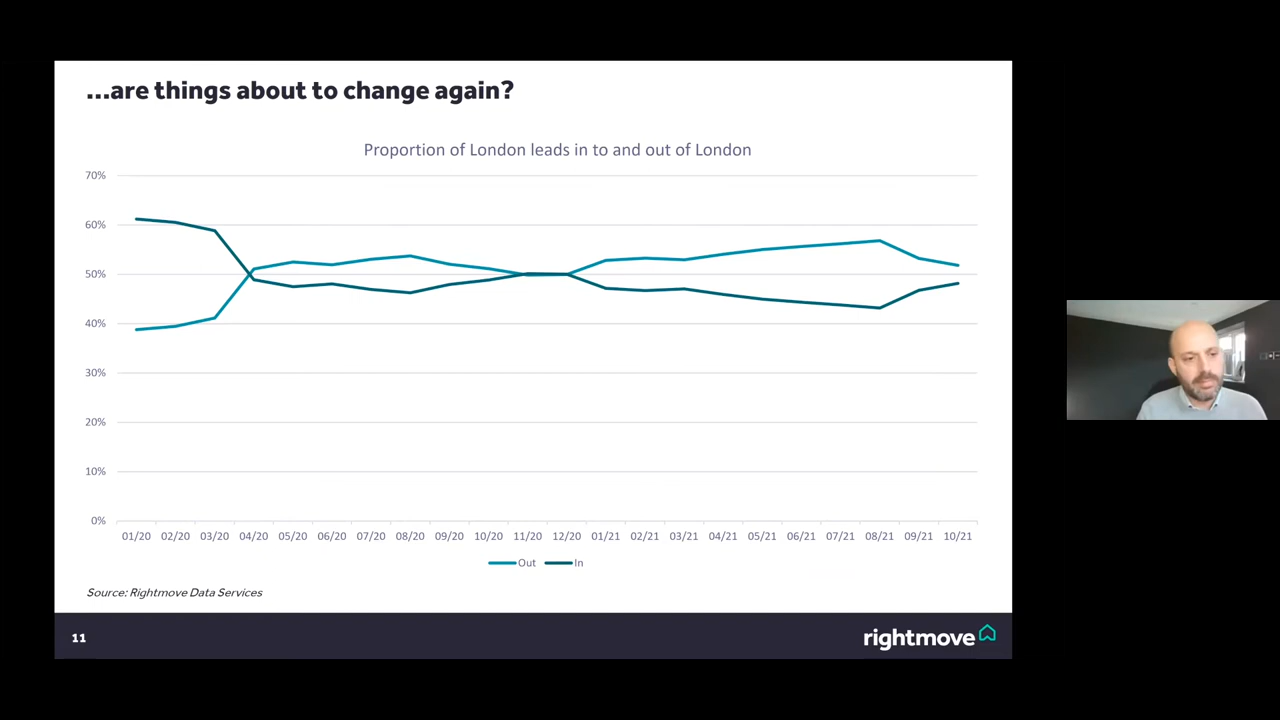 ...are things about to change again?
Proportion of London leads in to and out of London
70%
60%
50%
40%
30%
20%
10%
0%
01/20 02/20 03/20 04/20 05/20 06/20 07/20 08/20 09/20 10/20 11/20 12/20 01/21 02/21 03/21 04/21 05/21 06/21 07/21 08/21 09/21 10/21
Out In
Source: Rightmove Data Services
11
rightmove